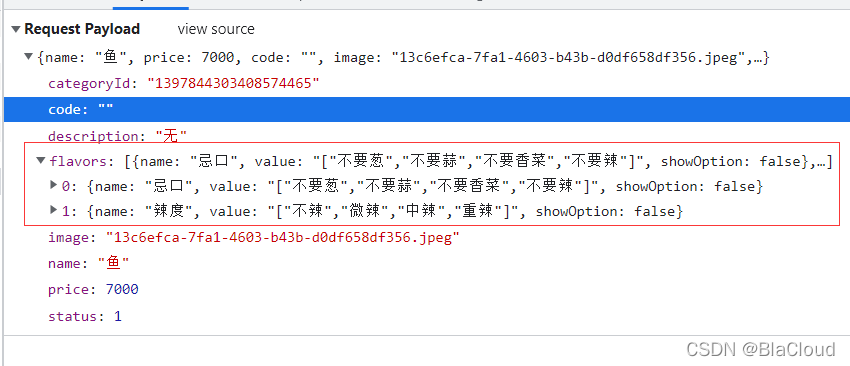 Request Payload view source
{name: "鱼", price: 7000, code: "", image: "13c6efca-7fa1-4603-b43b-d0df658df356.jpeg",…}
categoryId: "1397844303408574465"
code: ""
description: "无"
flavors: [{name: "忌口", value: "["不要葱","不要蒜","不要香菜","不要辣"]", showOption: false},…]
0: {name: "忌口", value: "["不要葱","不要蒜","不要香菜","不要辣"]", showOption: false}
1: {name: "辣度", value: "["不辣","微辣","中辣","重辣"]", showOption: false}
image: "13c6efca-7fa1-4603-b43b-d0df658df356.jpeg"
name: "鱼"
price: 7000
status: 1
CSDN @BlaCloud